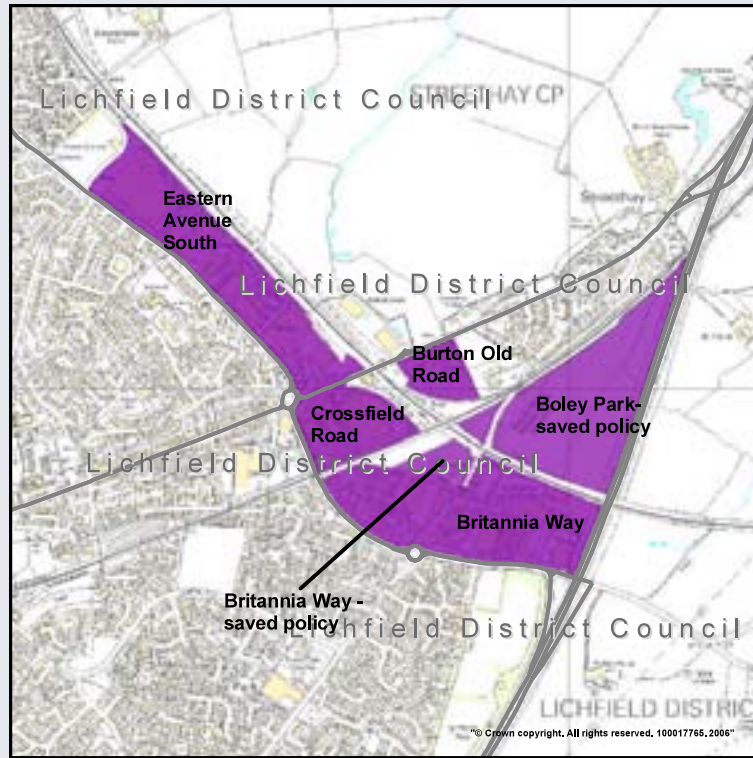 Lichfield District Council
STREETHAY CP
Eastern
Avenue
South
Streethay
Lichfield District Council
Burton Old
Road
Boley Park-
saved policy
Crossfield
Road
Lichfield District Council
Britannia Way
Britannia Way -
saved policy
Lichfield District Council
LICHFIELD DISTRIC
"© Crown copyright. All rights reserved. 100017765. 2006"